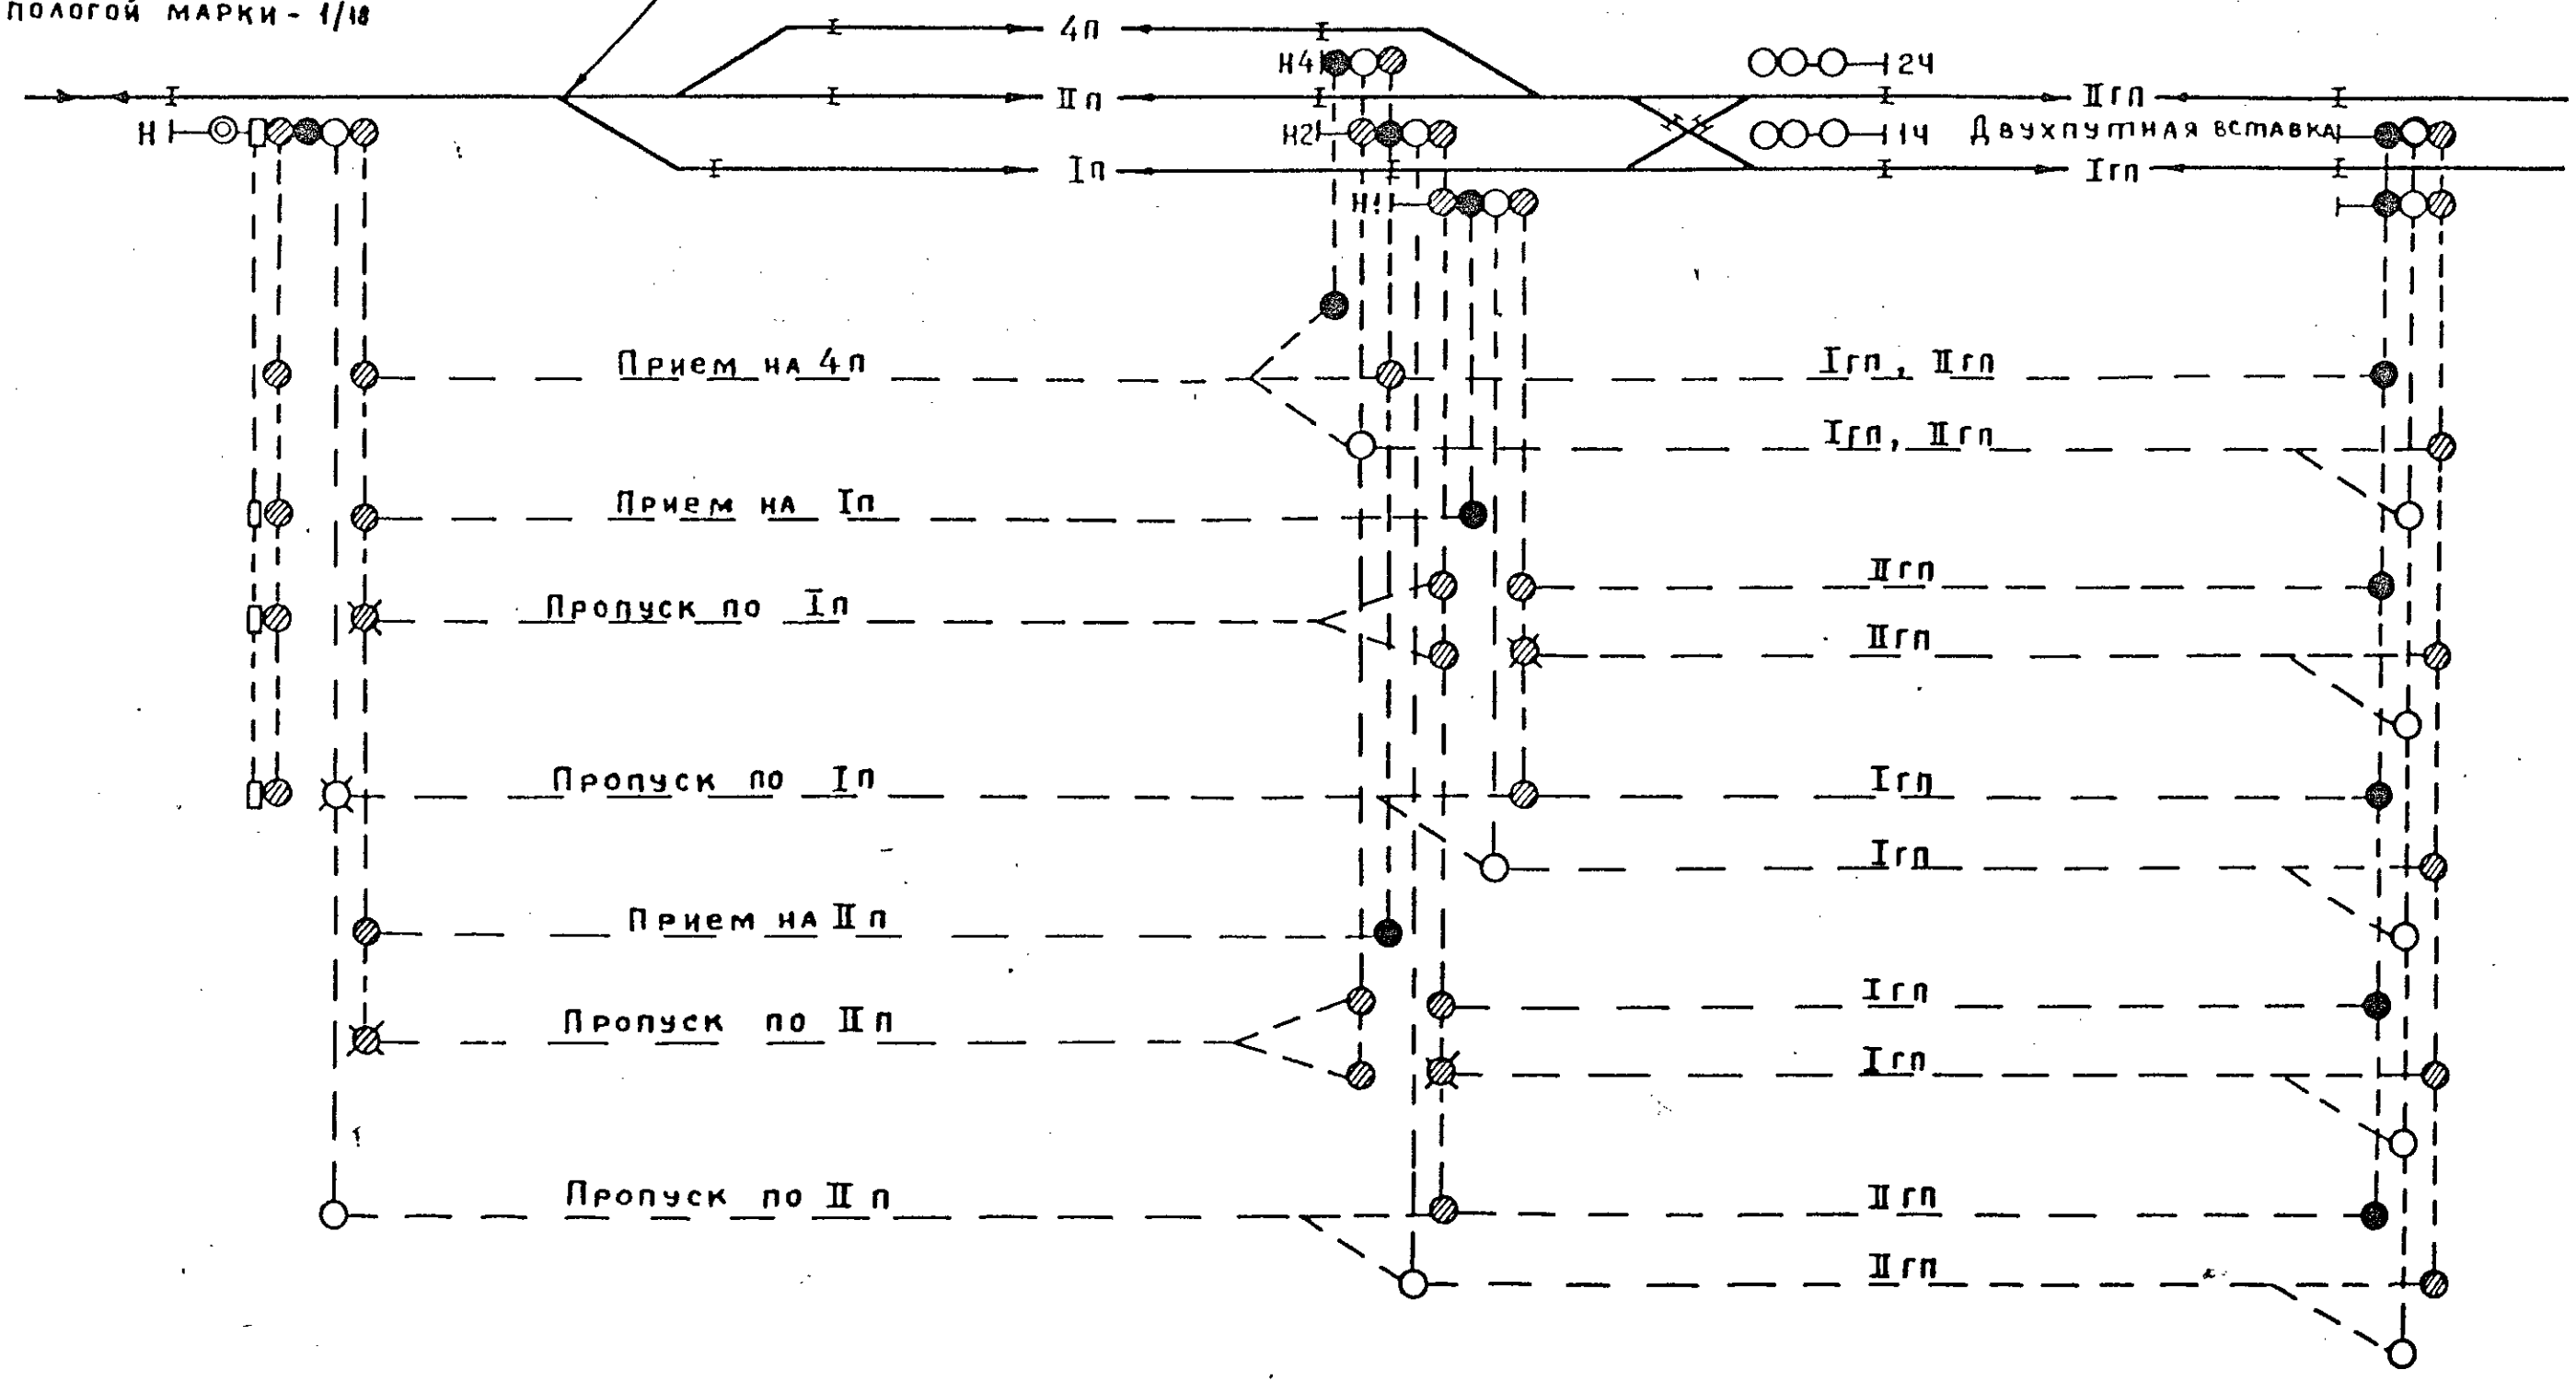 пологой марки - 1/18
4п
Н4
2Ч
IIп
IIгп
Н
Н2
1Ч
Двухпутная вставка
Iп
Iгп
Н1
Прием на 4п
Iгп, IIгп
Iгп, IIгп
Прием на Iп
IIгп
Пропуск по Iп
IIгп
Пропуск по Iп
Iгп
Iгп
Прием на IIп
Iгп
Пропуск по IIп
Iгп
Пропуск по IIп
IIгп
IIгп